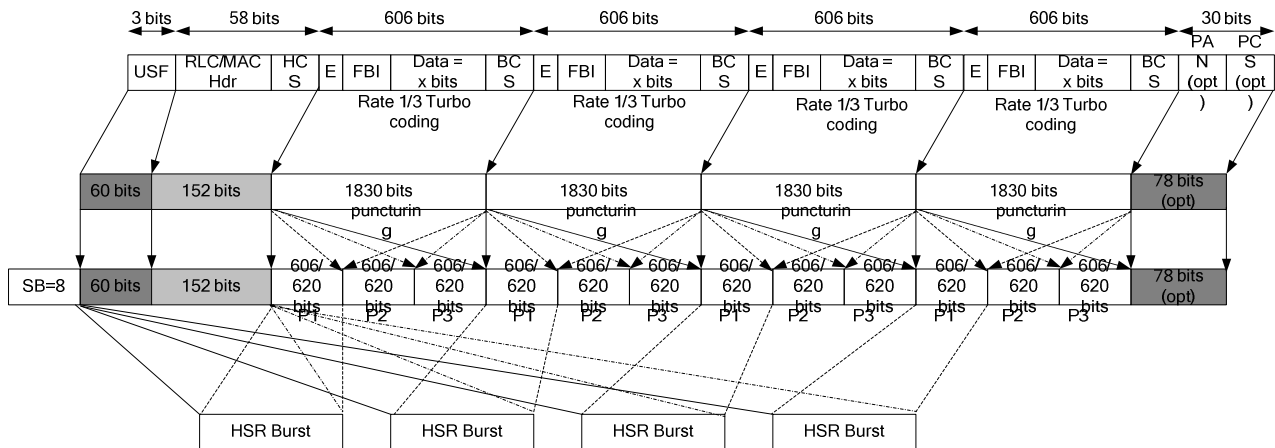 3 bits 58 bits 606 bits 606 bits 606 bits 606 bits 30 bits
USF
RLC/MAC
Hdr
HC
S
E FBI
Data =
x bits
BC
S
E FBI
Data =
x bits
BC
S
E FBI
Data =
x bits
BC
S
E FBI
Data =
x bits
BC
S
PA
N
(opt
)
PC
S
(opt
)
Rate 1/3 Turbo
coding
Rate 1/3 Turbo
coding
Rate 1/3 Turbo
coding
Rate 1/3 Turbo
coding
60 bits
152 bits
1830 bits
puncturin
g
1830 bits
puncturin
g
1830 bits
puncturin
g
1830 bits
puncturin
g
78 bits
(opt)
SB=8
60 bits
152 bits
606/
620
bits
P1
606/
620
bits
P2
606/
620
bits
P3
606/
620
bits
P1
606/
620
bits
P2
606/
620
bits
P3
606/
620
bits
P1
606/
620
bits
P2
606/
620
bits
P3
606/
620
bits
P1
606/
620
bits
P2
606/
620
bits
P3
78 bits
(opt)
HSR Burst
HSR Burst
HSR Burst
HSR Burst